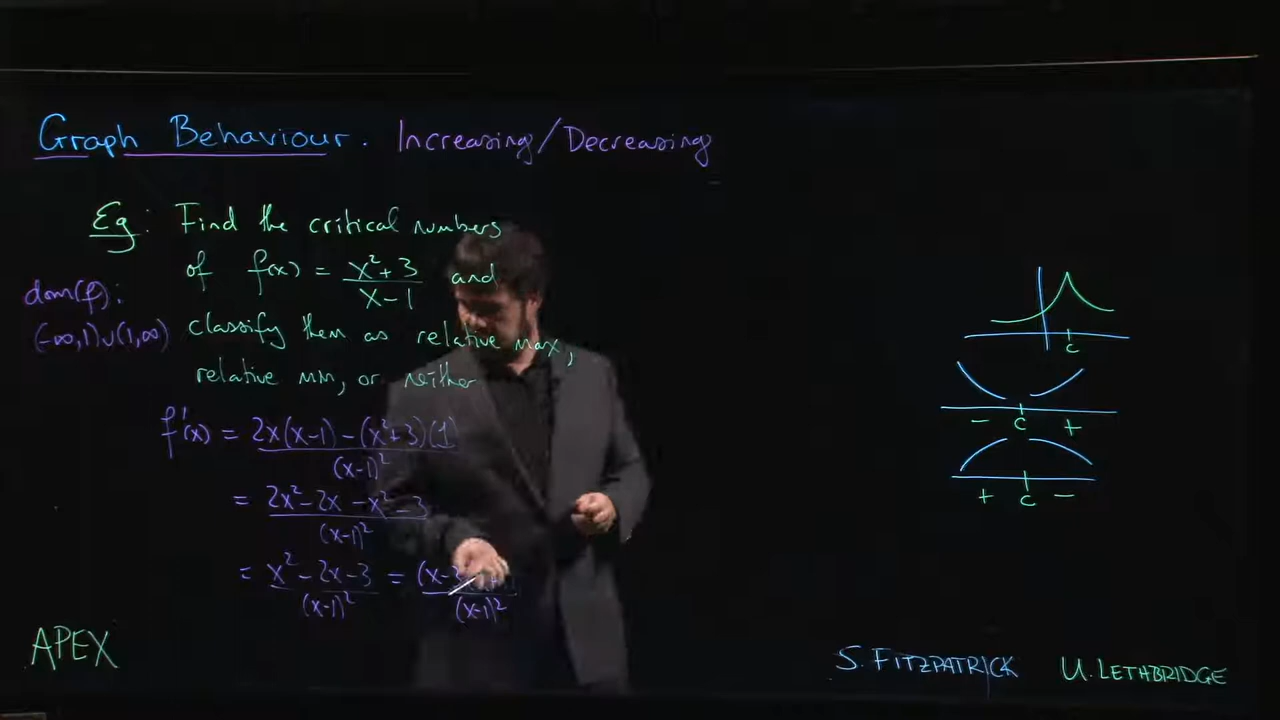 Graph Behaviour. Increasing/Decreasing
Eg: Find the critical numbers
of f(x) = (x²+3)/(x-1) and
classify them as relative max,
relative min, or neither
dom(f):
(-∞,1)∪(1,∞)
f'(x) = (2x(x-1) - (x²+3)(1))/(x-1)²
= (2x²-2x-x²-3)/(x-1)²
= (x²-2x-3)/(x-1)² = (x-3)/(x-1)²
c
- c +
+ c -
APEX
S. FITZPATRICK U. LETHBRIDGE